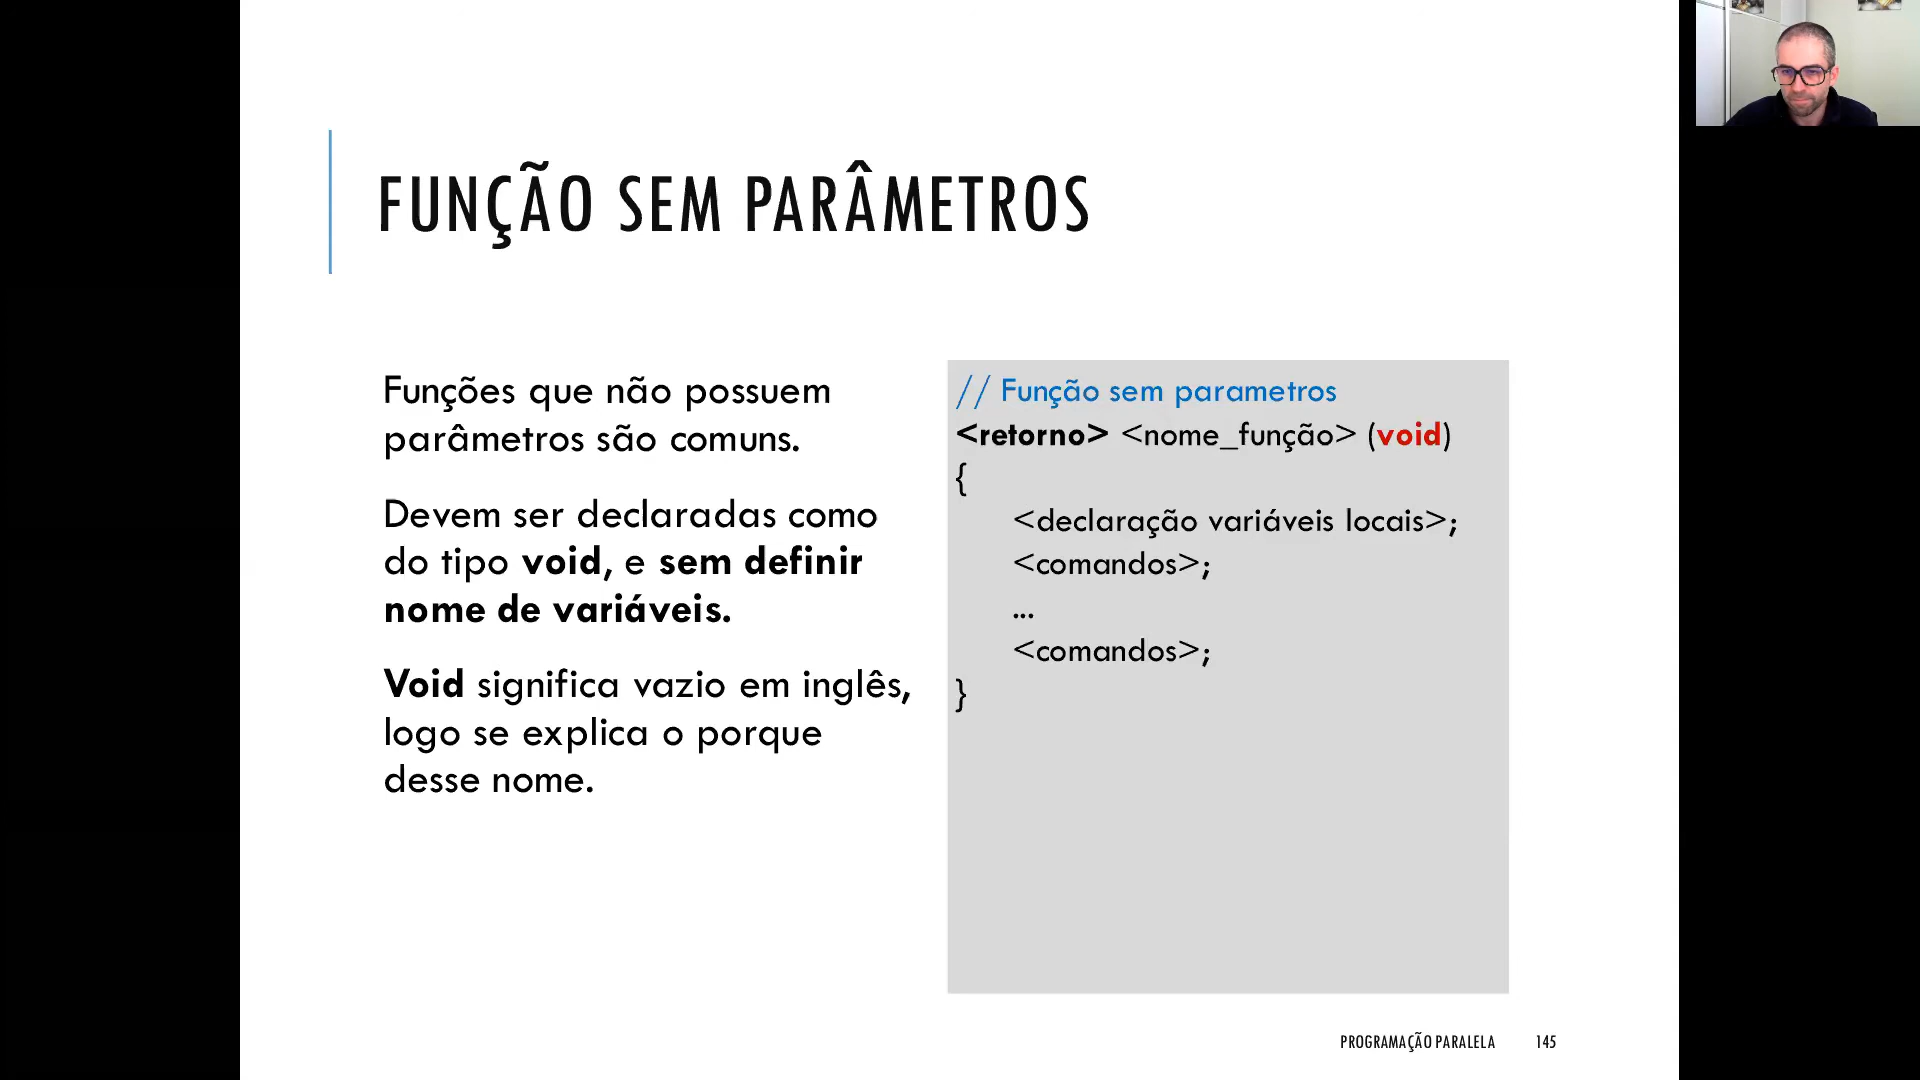 FUNÇÃO SEM PARÂMETROS
Funções que não possuem
parâmetros são comuns.
Devem ser declaradas como
do tipo void, e sem definir
nome de variáveis.
Void significa vazio em inglês,
logo se explica o porque
desse nome.
// Função sem parametros
<retorno> <nome_função> (void)
{
<declaração variáveis locais>;
<comandos>;
...
<comandos>;
}
PROGRAMAÇÃO PARALELA 145